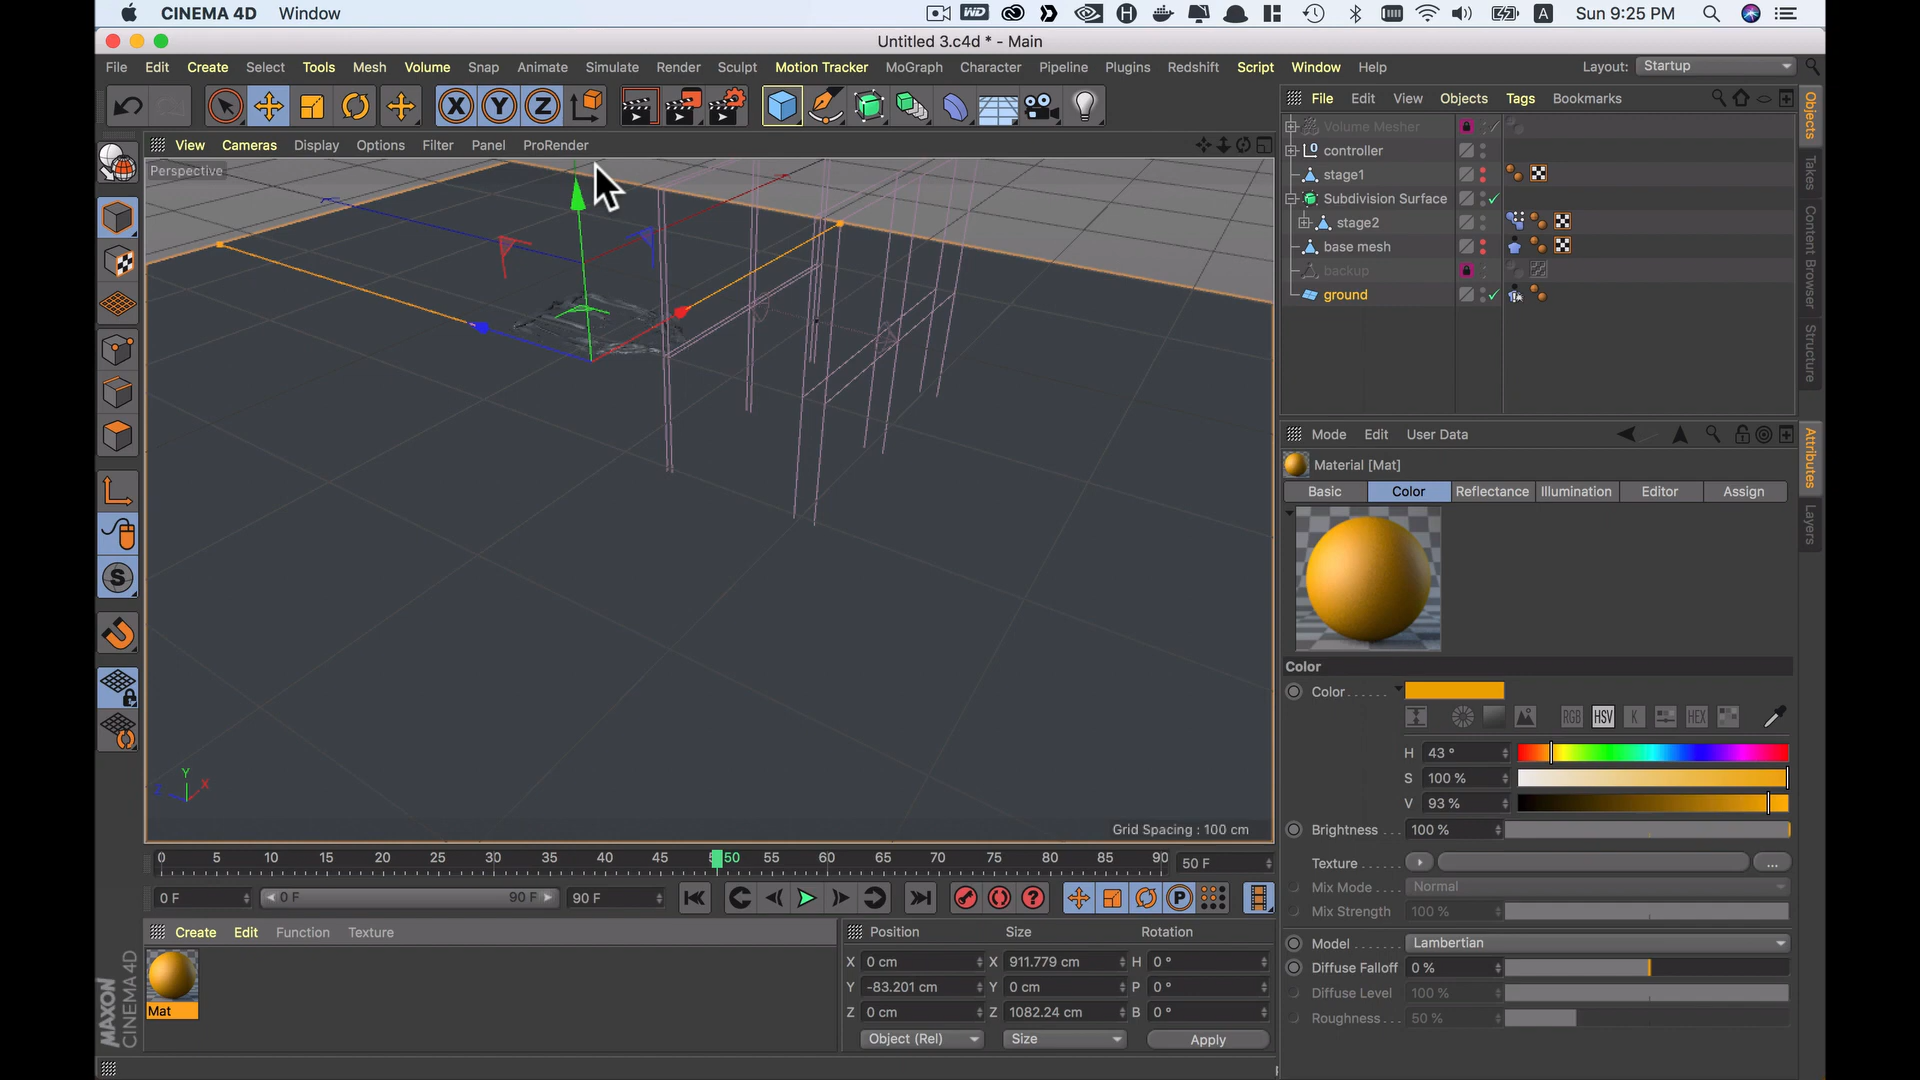 CINEMA 4D Window
WD
H
A
Sun 9:25 PM
Untitled 3.c4d * - Main
File Edit Create Select Tools Mesh Volume Snap Animate Simulate Render Sculpt Motion Tracker MoGraph Character Pipeline Plugins Redshift Script Window Help
Layout: Startup
X Y Z
File Edit View Objects Tags Bookmarks
View Cameras Display Options Filter Panel ProRender
Perspective
Volume Mesher
controller
stage1
Subdivision Surface
stage2
base mesh
backup
ground
Objects
Takes
Content Browser
Structure
Attributes
Layers
S
Mode Edit User Data
Material [Mat]
Basic Color Reflectance Illumination Editor Assign
Color
Color
RGB HSV K HEX
H 43 °
S 100 %
V 93 %
Brightness 100 %
Texture ...
Mix Mode Normal
Mix Strength 100 %
Model Lambertian
Diffuse Falloff 0 %
Diffuse Level 100 %
Roughness 50 %
Y
X
Z
Grid Spacing : 100 cm
0 5 10 15 20 25 30 35 40 45 50 55 60 65 70 75 80 85 90 50 F
0 F 0 F 90 F 90 F
P
Create Edit Function Texture
Mat
MAXON
CINEMA 4D
Position Size Rotation
X 0 cm X 911.779 cm H 0 °
Y -83.201 cm Y 0 cm P 0 °
Z 0 cm Z 1082.24 cm B 0 °
Object (Rel) Size Apply